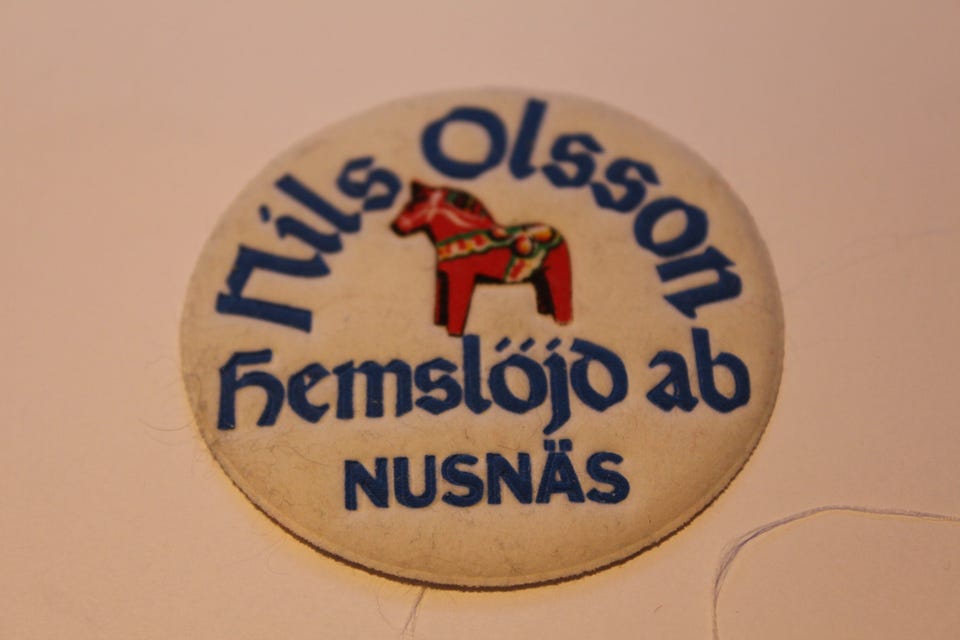 Nils Olsson
Hemslöjd ab
NUSNÄS